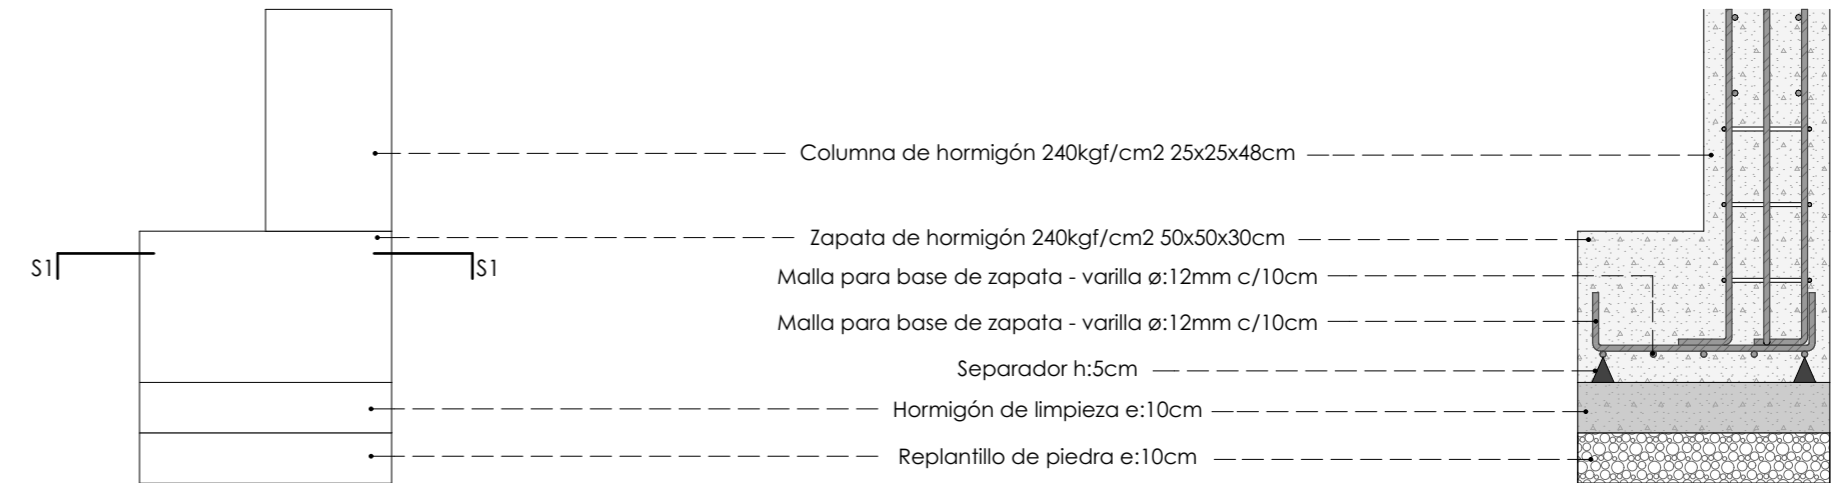 Columna de hormigón 240kgf/cm2 25x25x48cm
Zapata de hormigón 240kgf/cm2 50x50x30cm
S1
S1
Malla para base de zapata - varilla ø:12mm c/10cm
Malla para base de zapata - varilla ø:12mm c/10cm
Separador h:5cm
Hormigón de limpieza e:10cm
Replantillo de piedra e:10cm